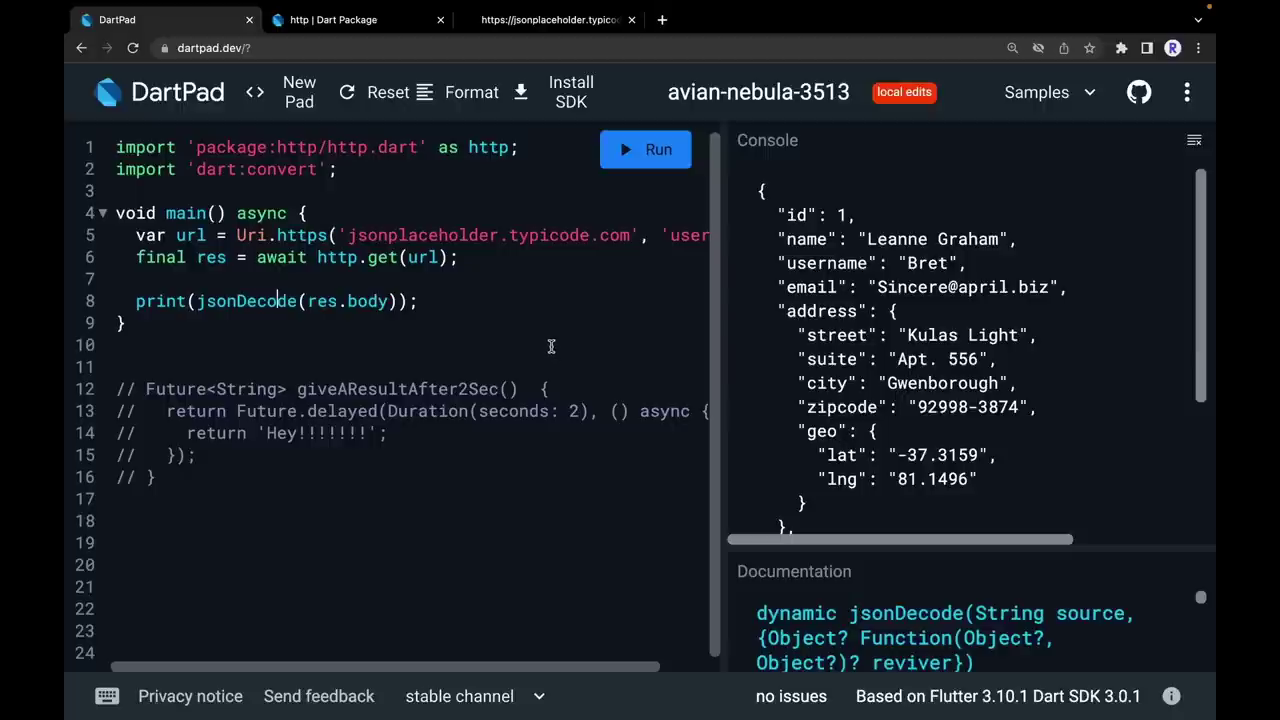 DartPad
http | Dart Package
https://jsonplaceholder.typico
dartpad.dev/?
R
DartPad
New Pad
Reset
Format
Install SDK
avian-nebula-3513
local edits
Samples
1 import 'package:http/http.dart' as http;
2 import 'dart:convert';
3
4 void main() async {
5 var url = Uri.https('jsonplaceholder.typicode.com', 'user
6 final res = await http.get(url);
7
8 print(jsonDecode(res.body));
9 }
10
11
12 // Future<String> giveAResultAfter2Sec()  {
13 //   return Future.delayed(Duration(seconds: 2), () async {
14 //     return 'Hey!!!!!!!';
15 //   });
16 // }
17
18
19
20
21
22
23
24
Run
Console
{
"id": 1,
"name": "Leanne Graham",
"username": "Bret",
"email": "Sincere@april.biz",
"address": {
"street": "Kulas Light",
"suite": "Apt. 556",
"city": "Gwenborough",
"zipcode": "92998-3874",
"geo": {
"lat": "-37.3159",
"lng": "81.1496"
}
},
Documentation
dynamic jsonDecode(String source,
{Object? Function(Object?,
Object?)? reviver})
Privacy notice
Send feedback
stable channel
no issues
Based on Flutter 3.10.1 Dart SDK 3.0.1